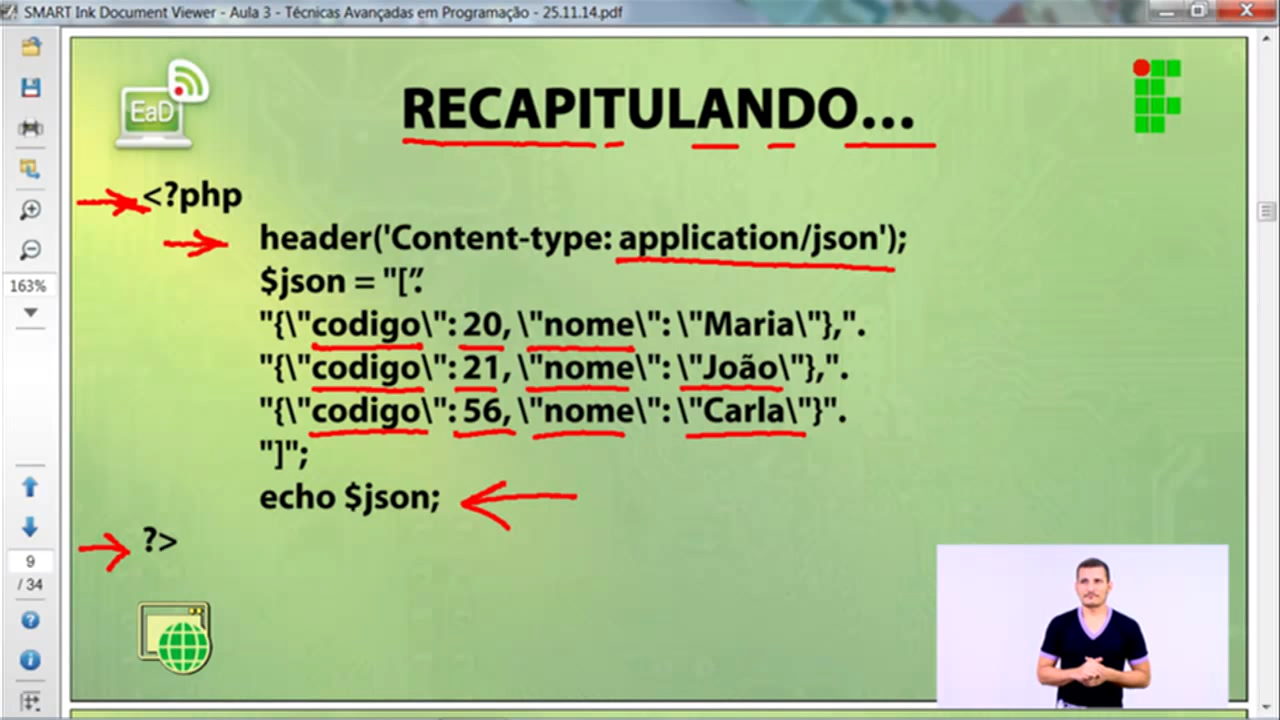 SMART Ink Document Viewer - Aula 3 - Técnicas Avançadas em Programação - 25.11.14.pdf
EaD
RECAPITULANDO...
<?php
header('Content-type: application/json');
$json = "[”.
"{\"codigo\": 20, \"nome\": \"Maria\"},".
"{\"codigo\": 21, \"nome\": \"João\"},".
"{\"codigo\": 56, \"nome\": \"Carla\"}".
"]";
echo $json;
?>
163%
9
/ 34